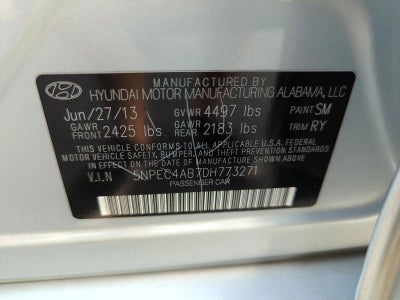 MANUFACTURED BY
HYUNDAI MOTOR MANUFACTURING ALABAMA, LLC
Jun/27/13 GVWR 4497 lbs PAINT SM
GAWR FRONT 2425 lbs GAWR REAR 2183 lbs TRIM RY
THIS VEHICLE CONFORMS TO ALL APPLICABLE U.S.A. FEDERAL
MOTOR VEHICLE SAFETY, BUMPER, AND THEFT PREVENTION STANDARDS
IN EFFECT ON THE DATE OF MANUFACTURE SHOWN ABOVE.
V.I.N 5NPEC4AB7DH773271
PASSENGER CAR